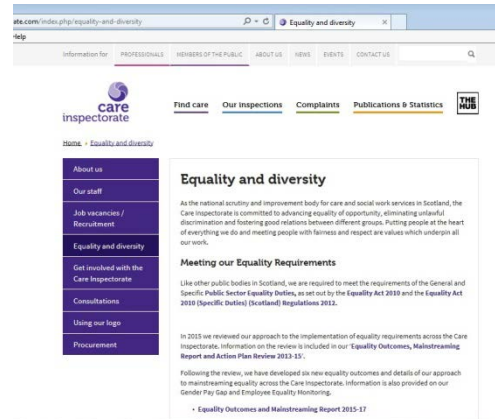 ate.com/index.php/equality-and-diversity
Equality and diversity
Help
Information for PROFESSIONALS MEMBERS OF THE PUBLIC ABOUT US NEWS EVENTS CONTACT US
care
inspectorate
Find care Our inspections Complaints Publications & Statistics THE
HUB
Home Equality and diversity
About us
Our staff
Job vacancies /
Recruitment
Equality and diversity
Get involved with the
Care Inspectorate
Consultations
Using our logo
Procurement
Equality and diversity
As the national scrutiny and improvement body for care and social work services in Scotland, the
Care Inspectorate is committed to advancing equality of opportunity, eliminating unlawful
discrimination and fostering good relations between different groups. Putting people at the heart
of everything we do and meeting people with fairness and respect are values which underpin all
our work.
Meeting our Equality Requirements
Like other public bodies in Scotland, we are required to meet the requirements of the General and
Specific Public Sector Equality Duties, as set out by the Equality Act 2010 and the Equality Act
2010 (Specific Duties) (Scotland) Regulations 2012.
In 2015 we reviewed our approach to the implementation of equality requirements across the Care
Inspectorate. Information on the review is included in our 'Equality Outcomes, Mainstreaming
Report and Action Plan Review 2013-15'.
Following the review, we have developed six new equality outcomes and details of our approach
to mainstreaming equality across the Care Inspectorate. Information is also provided on our
Gender Pay Gap and Employee Equality Monitoring.
• Equality Outcomes and Mainstreaming Report 2015-17